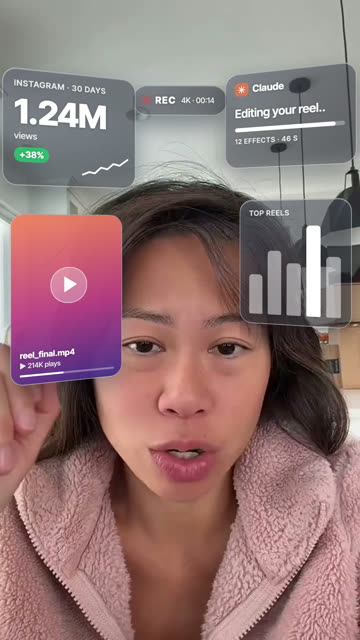 INSTAGRAM · 30 DAYS
1.24M
views
+38%
REC 4K · 00:14
Claude
Editing your reel..
12 EFFECTS · 46 S
TOP REELS
reel_final.mp4
214K plays